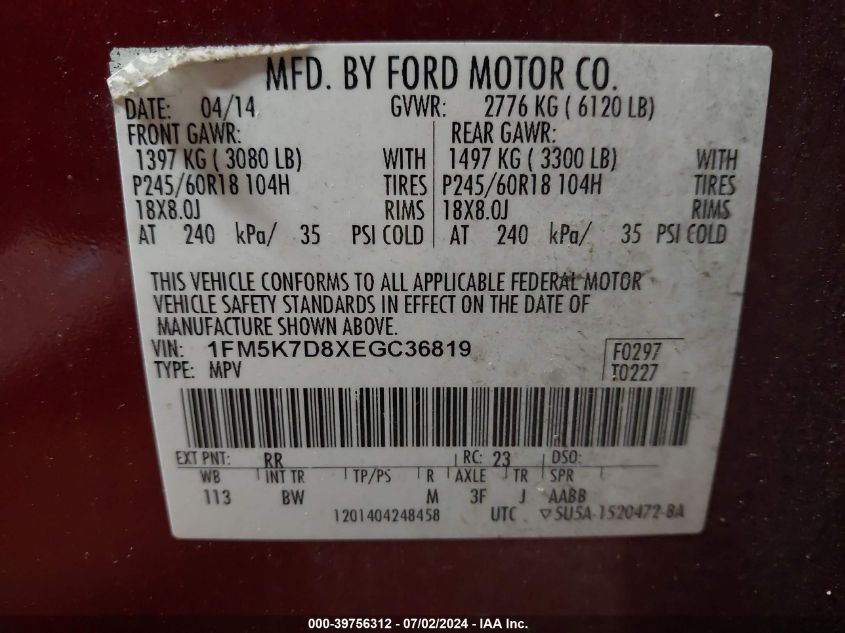 MFD. BY FORD MOTOR CO.
DATE: 04/14 GVWR: 2776 KG ( 6120 LB)
FRONT GAWR: REAR GAWR:
1397 KG ( 3080 LB) WITH 1497 KG ( 3300 LB) WITH
P245/60R18 104H TIRES P245/60R18 104H TIRES
18X8.0J RIMS 18X8.0J RIMS
AT 240 kPa/ 35 PSI COLD AT 240 kPa/ 35 PSI COLD
THIS VEHICLE CONFORMS TO ALL APPLICABLE FEDERAL MOTOR
VEHICLE SAFETY STANDARDS IN EFFECT ON THE DATE OF
MANUFACTURE SHOWN ABOVE.
VIN: 1FM5K7D8XEGC36819 F0297
TYPE: MPV T0227
EXT PNT: RR RC: 23 DSO:
WB INT TR TP/PS R AXLE TR SPR
113 BW M 3F J AABB
1201404248458 UTC ▽5U5A-1520472-BA
000-39756312 - 07/02/2024 - IAA Inc.